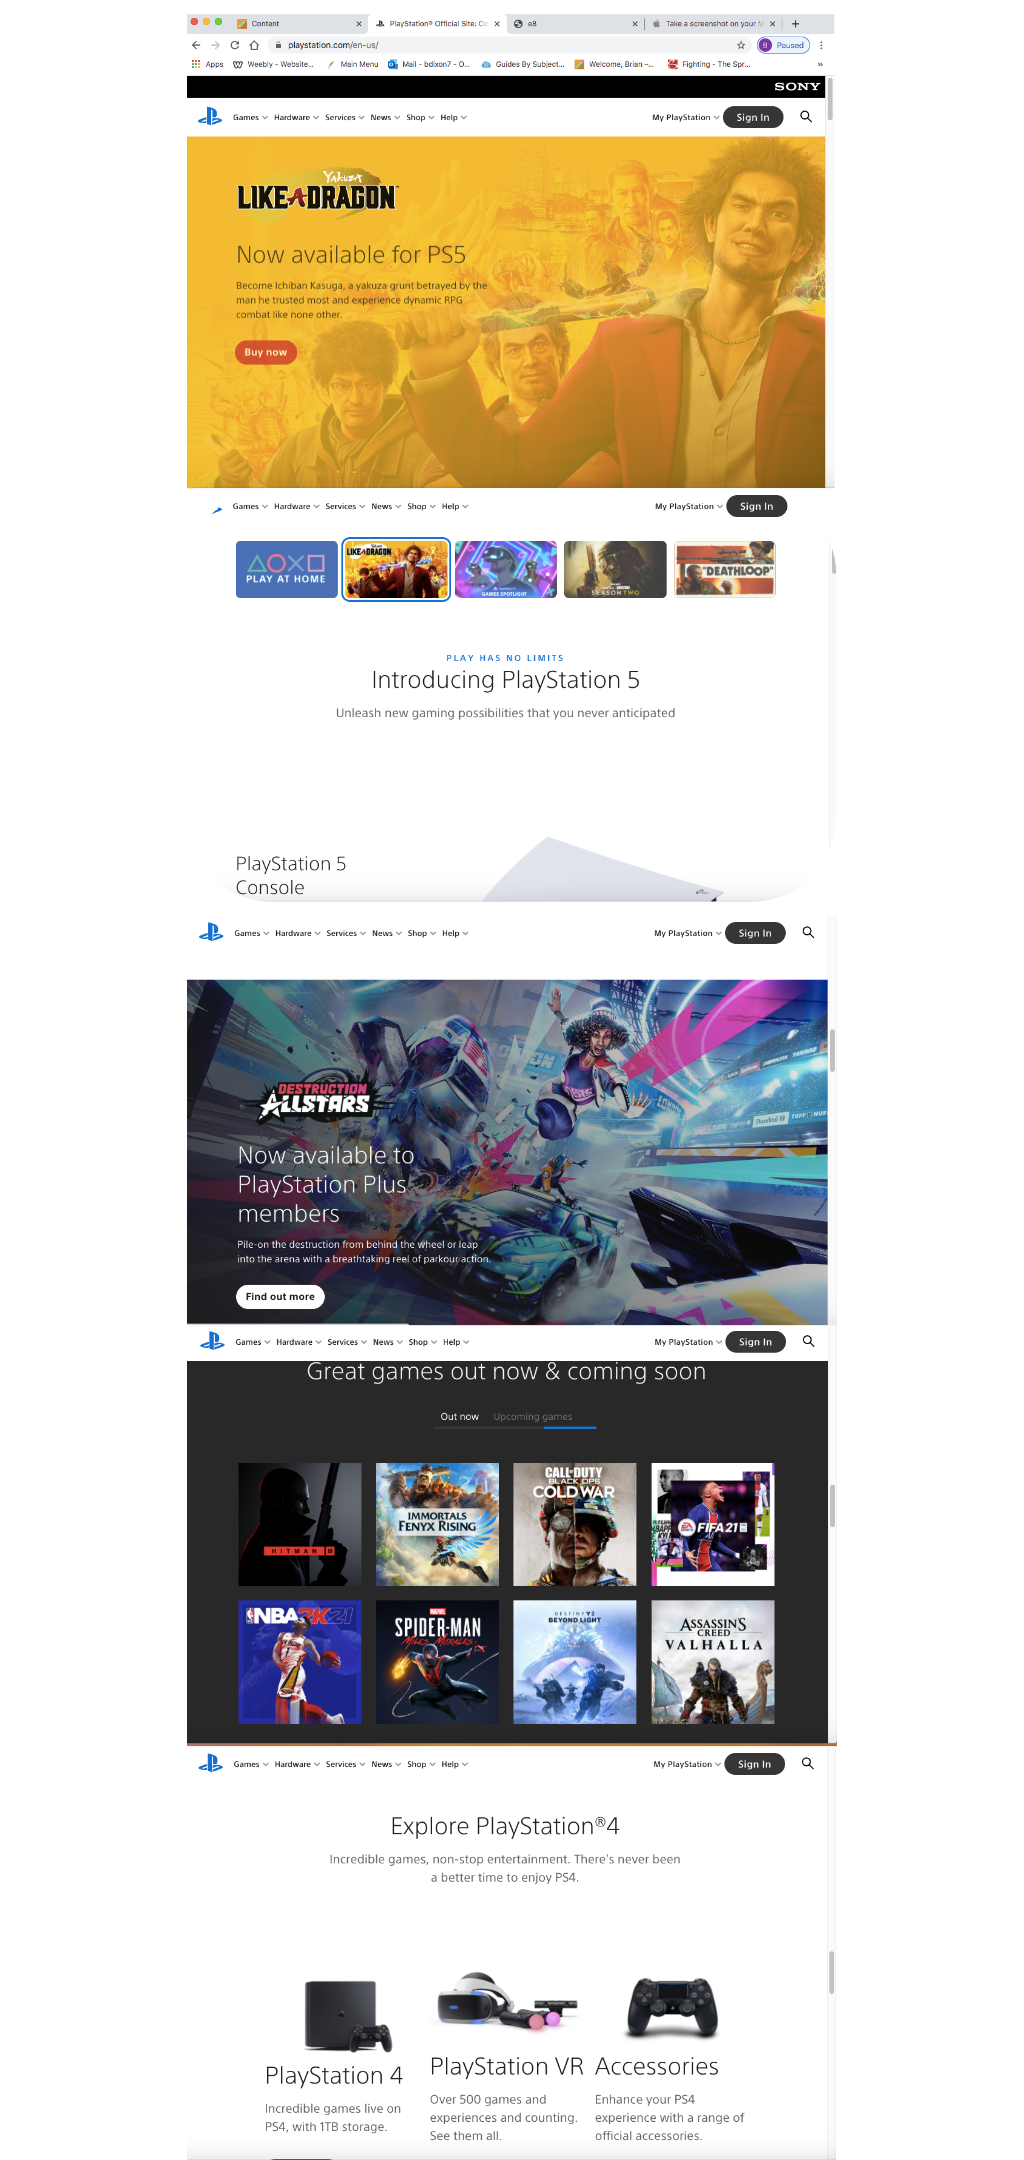 Content
PlayStation® Official Site: Co
e8
Take a screenshot on your M
playstation.com/en-us/
B Paused
Apps Weebly - Website... Main Menu Mail - bdixon7 - O... Guides By Subject... Welcome, Brian –... Fighting - The Spr... »
SONY
Games Hardware Services News Shop Help My PlayStation Sign In
Yakuza
LIKE A DRAGON
Now available for PS5
Become Ichiban Kasuga, a yakuza grunt betrayed by the
man he trusted most and experience dynamic RPG
combat like none other.
Buy now
Games Hardware Services News Shop Help My PlayStation Sign In
PLAY AT HOME
LIKE A DRAGON
GAMES SPOTLIGHT
SEASON TWO
"DEATHLOOP"
PLAY HAS NO LIMITS
Introducing PlayStation 5
Unleash new gaming possibilities that you never anticipated
PlayStation 5
Console
Games Hardware Services News Shop Help My PlayStation Sign In
DESTRUCTION
ALLSTARS
Now available to
PlayStation Plus
members
Pile-on the destruction from behind the wheel or leap
into the arena with a breathtaking reel of parkour action.
Find out more
Games Hardware Services News Shop Help My PlayStation Sign In
Great games out now & coming soon
Out now Upcoming games
HITMAN III
IMMORTALS
FENYX RISING
CALL OF DUTY
BLACK OPS
COLD WAR
EA SPORTS FIFA 21
NBA 2K21
MARVEL
SPIDER-MAN
MILES MORALES
DESTINY 2
BEYOND LIGHT
ASSASSIN'S
CREED
VALHALLA
Games Hardware Services News Shop Help My PlayStation Sign In
Explore PlayStation®4
Incredible games, non-stop entertainment. There's never been
a better time to enjoy PS4.
PlayStation 4
Incredible games live on
PS4, with 1TB storage.
PlayStation VR
Over 500 games and
experiences and counting.
See them all.
Accessories
Enhance your PS4
experience with a range of
official accessories.